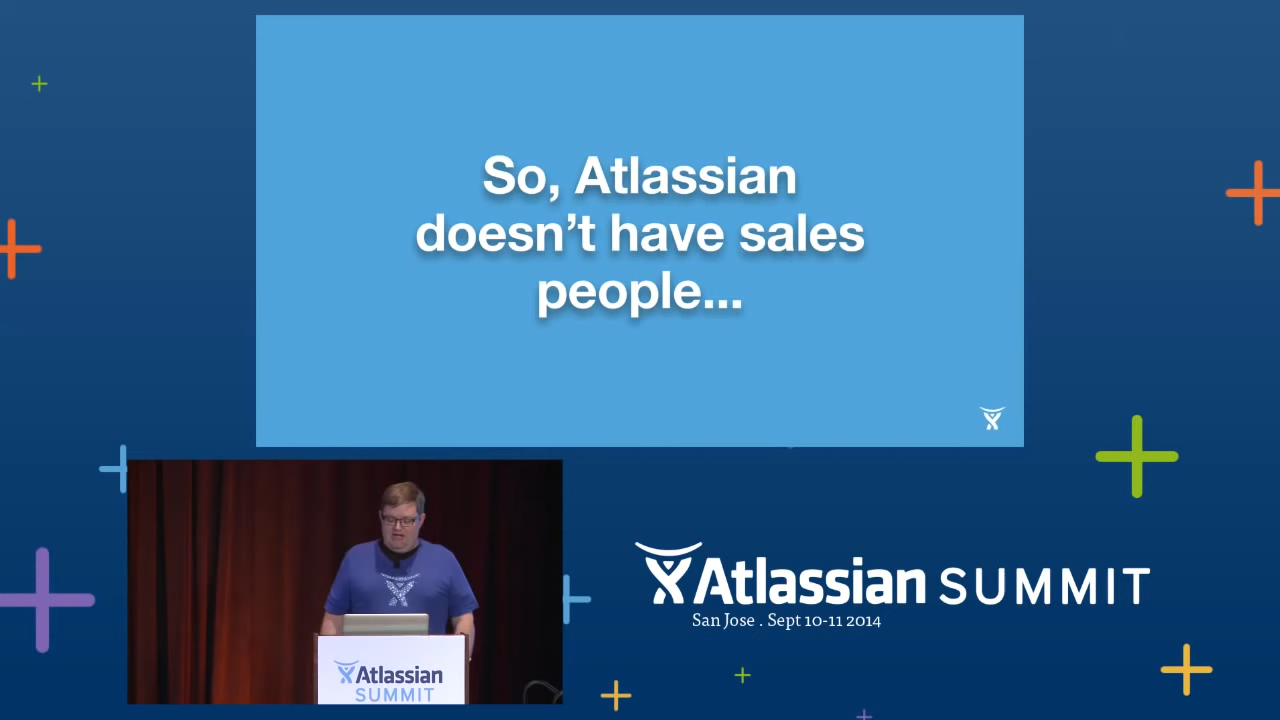 So, Atlassian
doesn’t have sales
people...
Atlassian SUMMIT
San Jose . Sept 10-11 2014
Atlassian
SUMMIT